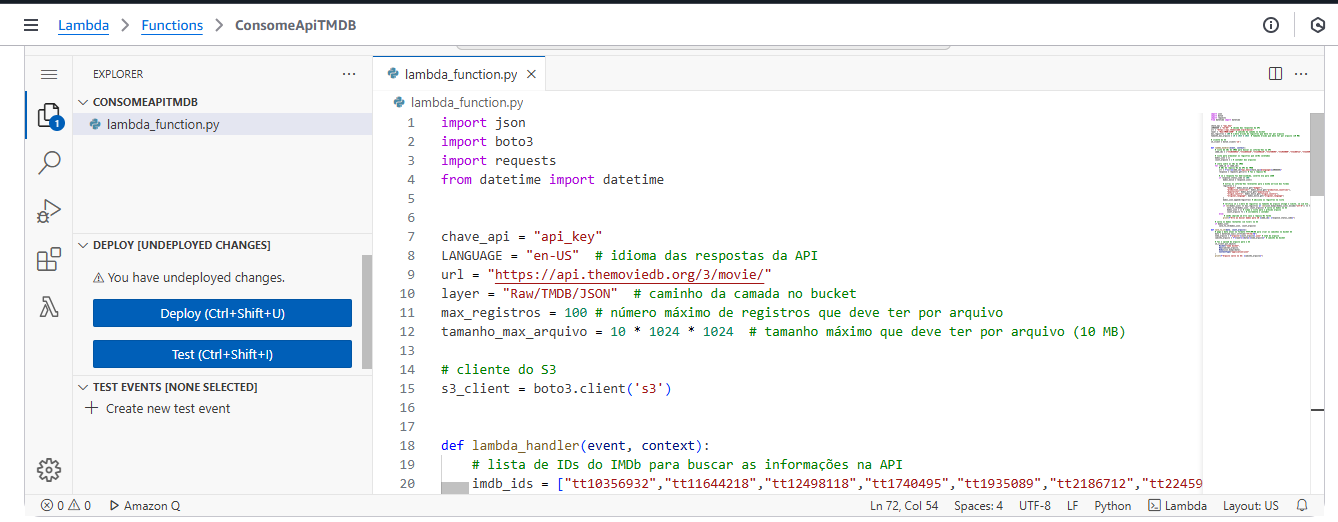 Lambda > Functions > ConsomeApiTMDB
EXPLORER
CONSOMEAPITMDB
lambda_function.py
1
DEPLOY [UNDEPLOYED CHANGES]
You have undeployed changes.
Deploy (Ctrl+Shift+U)
Test (Ctrl+Shift+I)
TEST EVENTS [NONE SELECTED]
Create new test event
lambda_function.py
lambda_function.py
1 import json
2 import boto3
3 import requests
4 from datetime import datetime
5
6
7 chave_api = "api_key"
8 LANGUAGE = "en-US"  # idioma das respostas da API
9 url = "https://api.themoviedb.org/3/movie/"
10 layer = "Raw/TMDB/JSON"  # caminho da camada no bucket
11 max_registros = 100 # número máximo de registros que deve ter por arquivo
12 tamanho_max_arquivo = 10 * 1024 * 1024  # tamanho máximo que deve ter por arquivo (10 MB)
13
14 # cliente do S3
15 s3_client = boto3.client('s3')
16
17
18 def lambda_handler(event, context):
19     # lista de IDs do IMDb para buscar as informações na API
20     imdb_ids = ["tt10356932","tt11644218","tt12498118","tt1740495","tt1935089","tt2186712","tt22459
0 0 Amazon Q Ln 72, Col 54 Spaces: 4 UTF-8 LF Python Lambda Layout: US